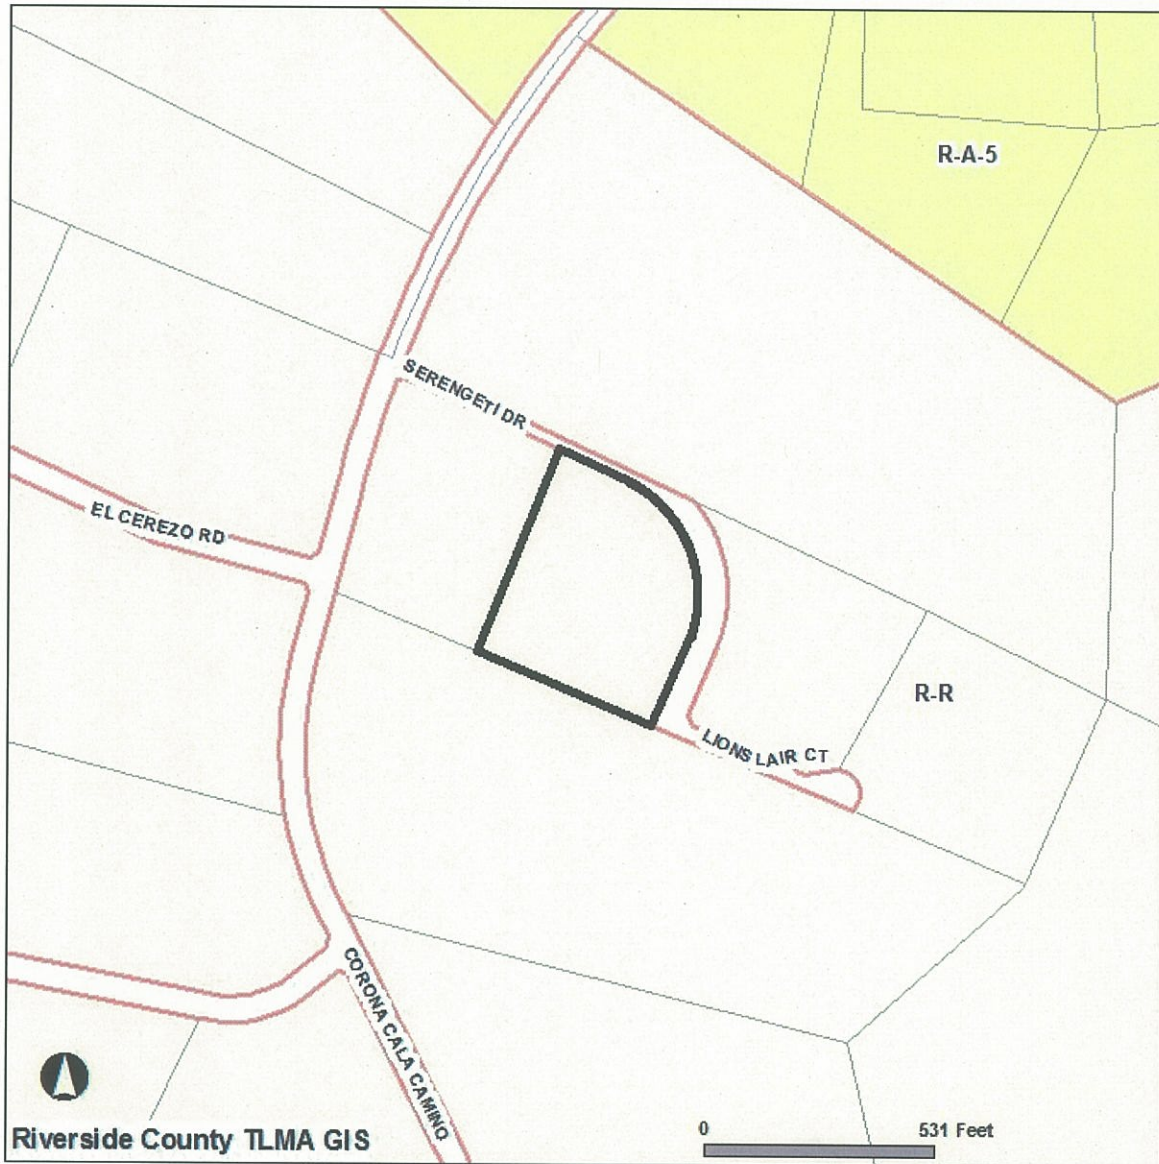 R-A-5
SERENGETI DR
EL CEREZO RD
R-R
LIONS LAIR CT
CORONA CALA CAMINO
0 531 Feet
Riverside County TLMA GIS